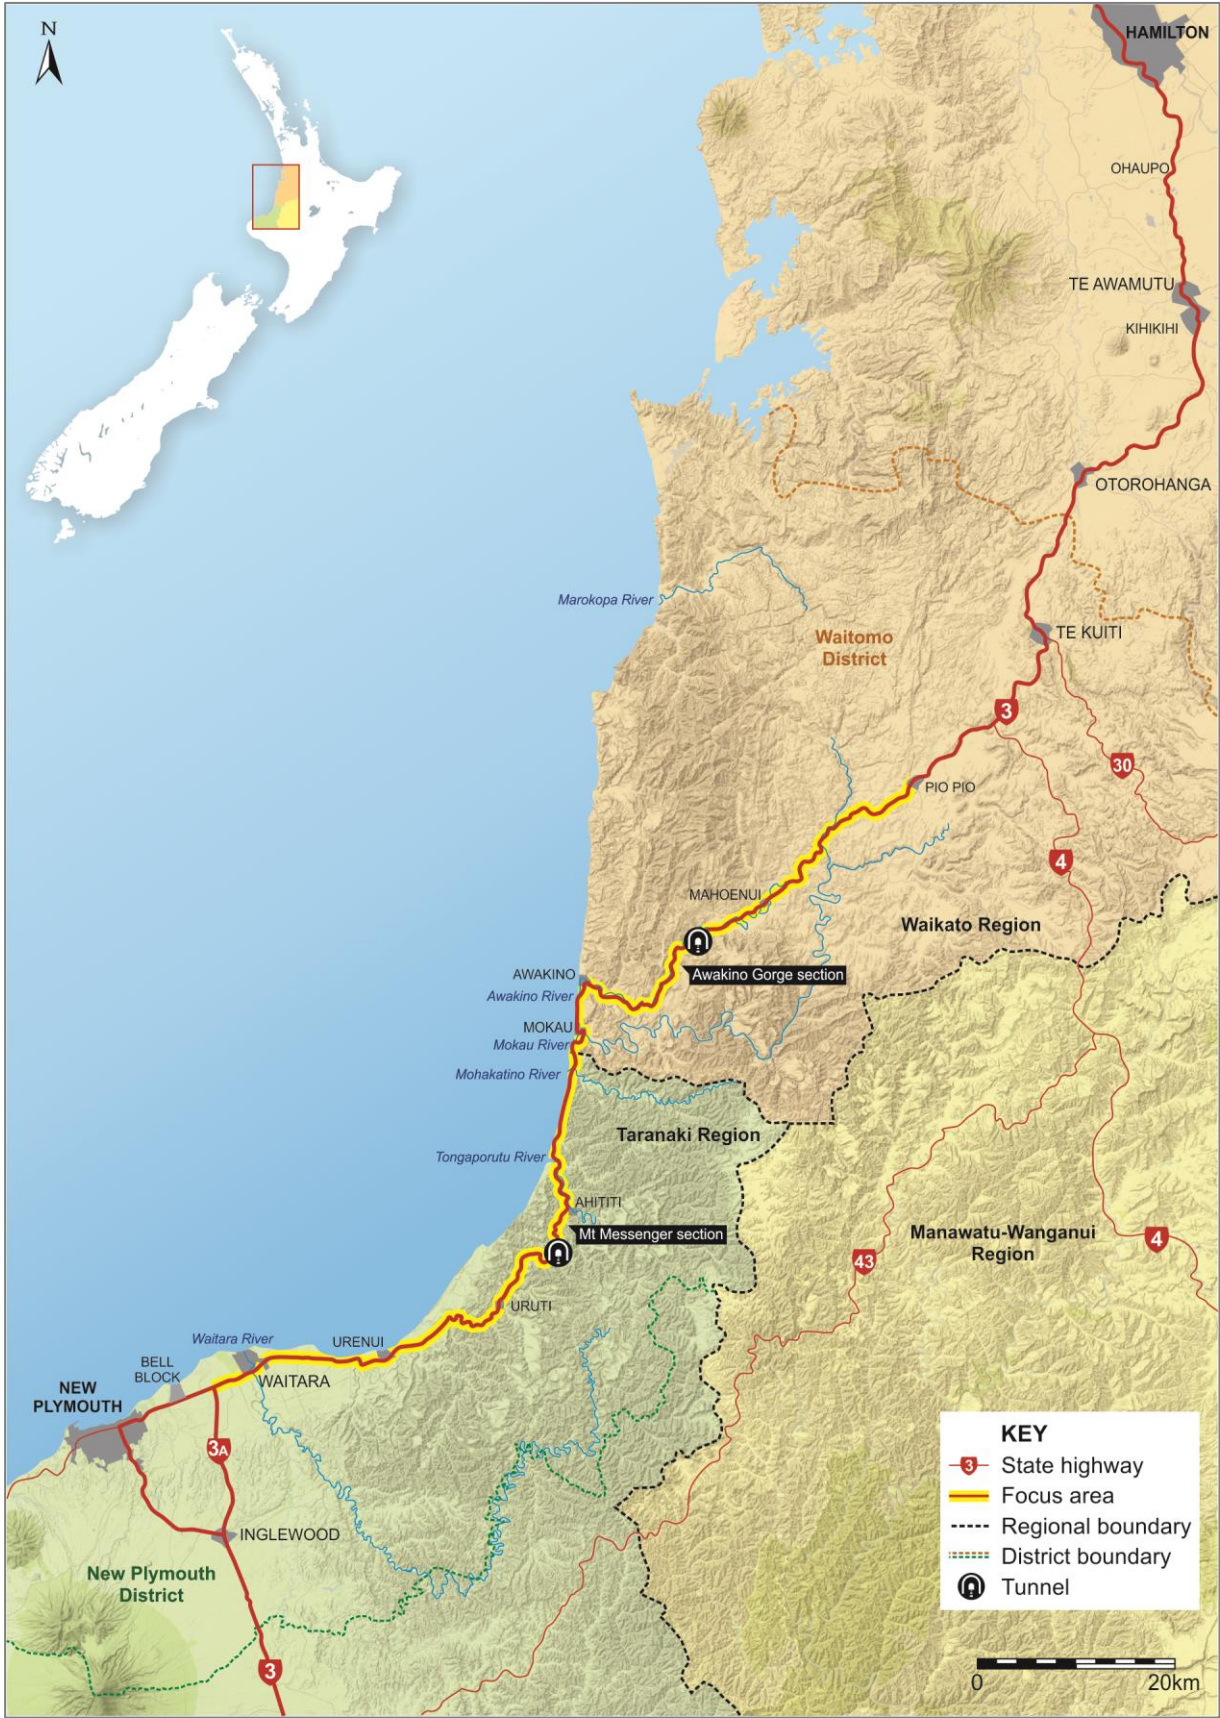 N
HAMILTON
OHAUPO
TE AWAMUTU
KIHIKIHI
OTOROHANGA
Marokopa River
Waitomo
District
TE KUITI
3
30
PIO PIO
4
MAHOENUI
Waikato Region
Awakino Gorge section
AWAKINO
Awakino River
MOKAU
Mokau River
Mohakatino River
Taranaki Region
Tongaporutu River
AHITITI
Mt Messenger section
Manawatu-Wanganui
Region
4
43
URUTI
Waitara River
URENUI
BELL
BLOCK
WAITARA
NEW
PLYMOUTH
3A
INGLEWOOD
New Plymouth
District
3
KEY
3 State highway
Focus area
Regional boundary
District boundary
Tunnel
0 20km